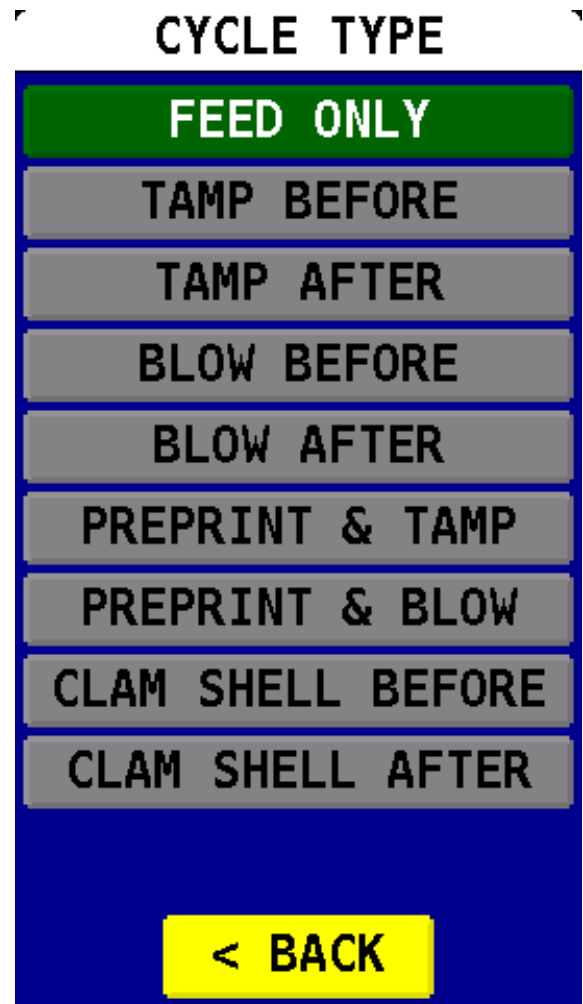 CYCLE TYPE
FEED ONLY
TAMP BEFORE
TAMP AFTER
BLOW BEFORE
BLOW AFTER
PREPRINT & TAMP
PREPRINT & BLOW
CLAM SHELL BEFORE
CLAM SHELL AFTER
< BACK